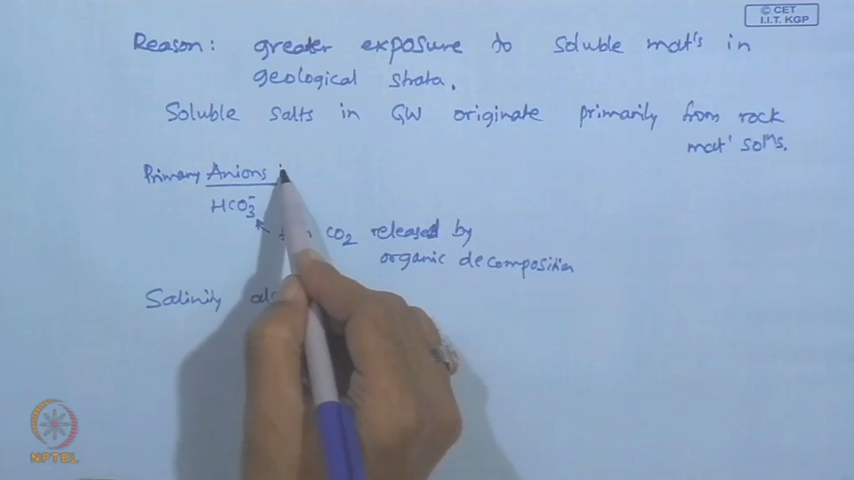 © CET
I.I.T. KGP
Reason: greater exposure to soluble mat's in
geological strata.
Soluble salts in GW originate primarily from rock
mat' solns.
Primary Anions
HCO3-
CO2 released by
organic decomposition
Salinity
NPTEL